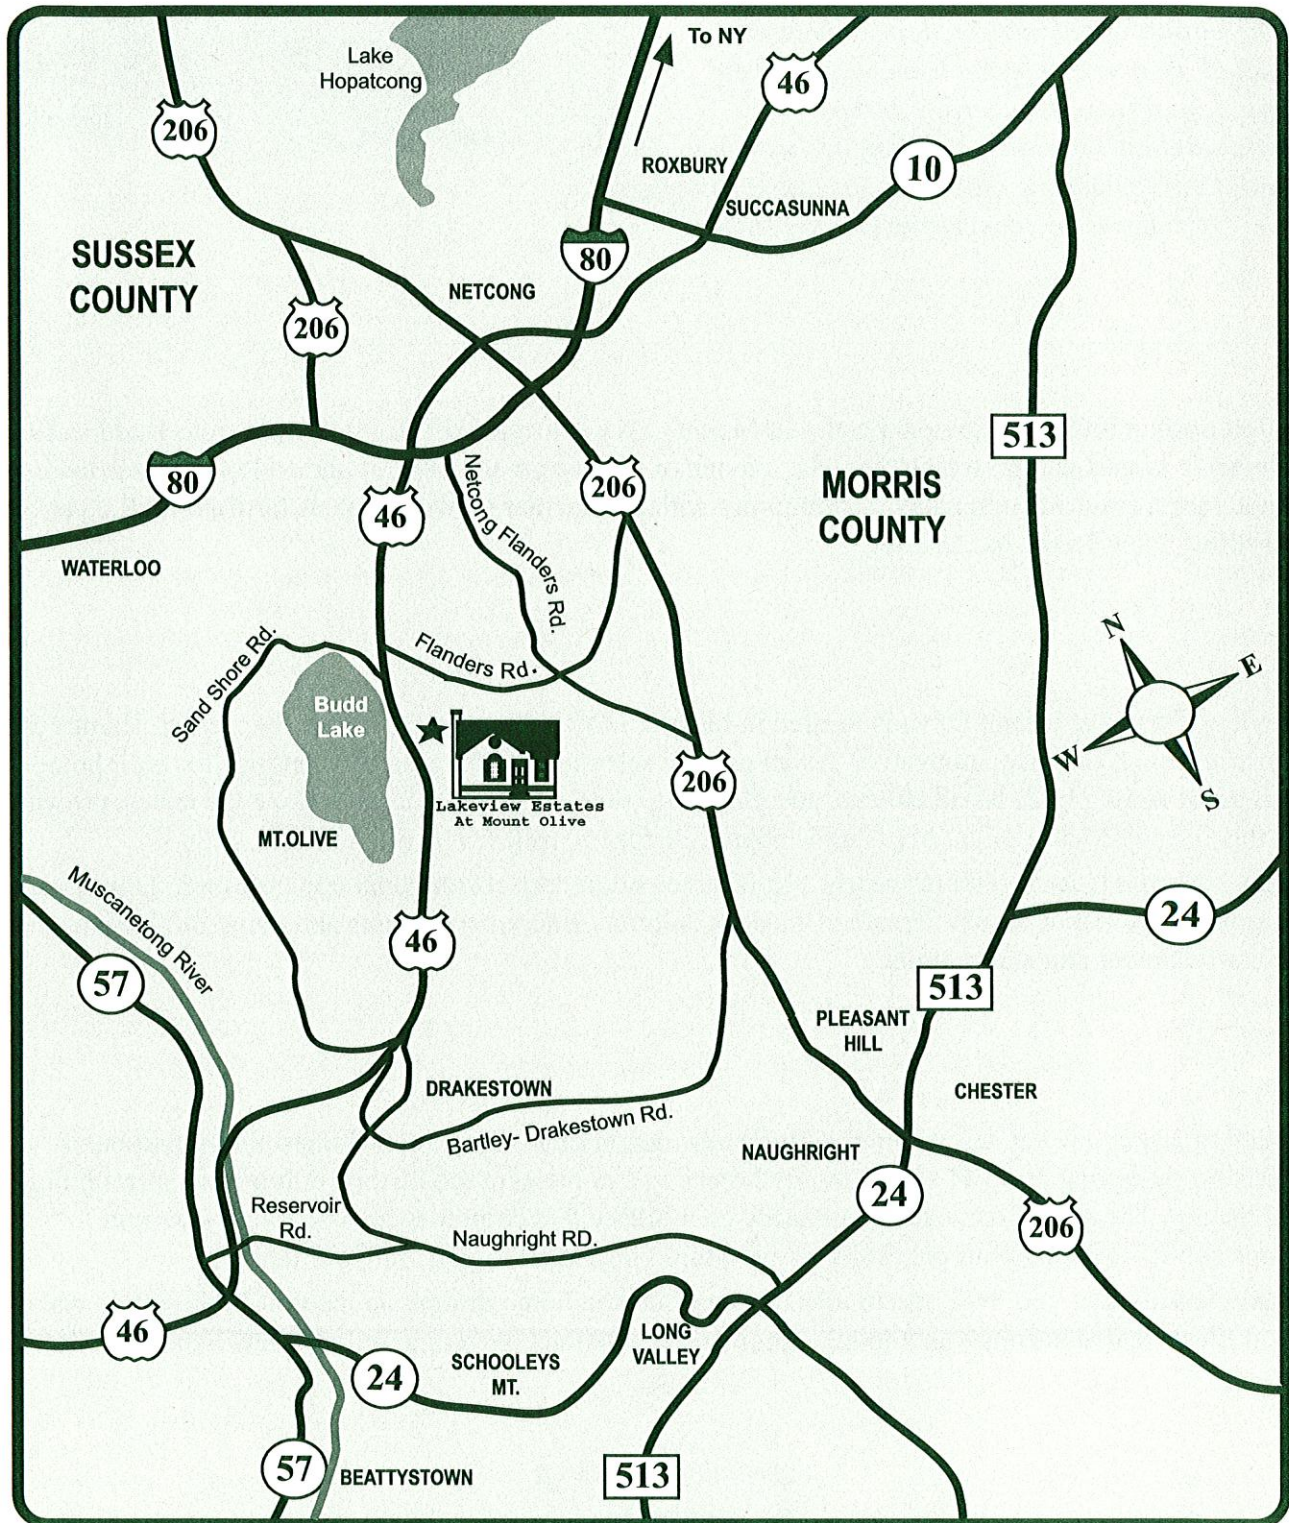 To NY
Lake
Hopatcong
46
206
ROXBURY
10
SUCCASUNNA
SUSSEX
COUNTY
80
NETCONG
206
513
80
206
MORRIS
COUNTY
46
Netcong Flanders Rd.
WATERLOO
Sand Shore Rd.
Flanders Rd.
N
E
W
S
Budd
Lake
206
Lakeview Estates
At Mount Olive
MT.OLIVE
Muscanetong River
24
46
57
513
PLEASANT
HILL
DRAKESTOWN
CHESTER
Bartley- Drakestown Rd.
NAUGHRIGHT
24
Reservoir
Rd.
206
Naughright RD.
46
LONG
VALLEY
SCHOOLEYS
MT.
24
57
BEATTYSTOWN
513